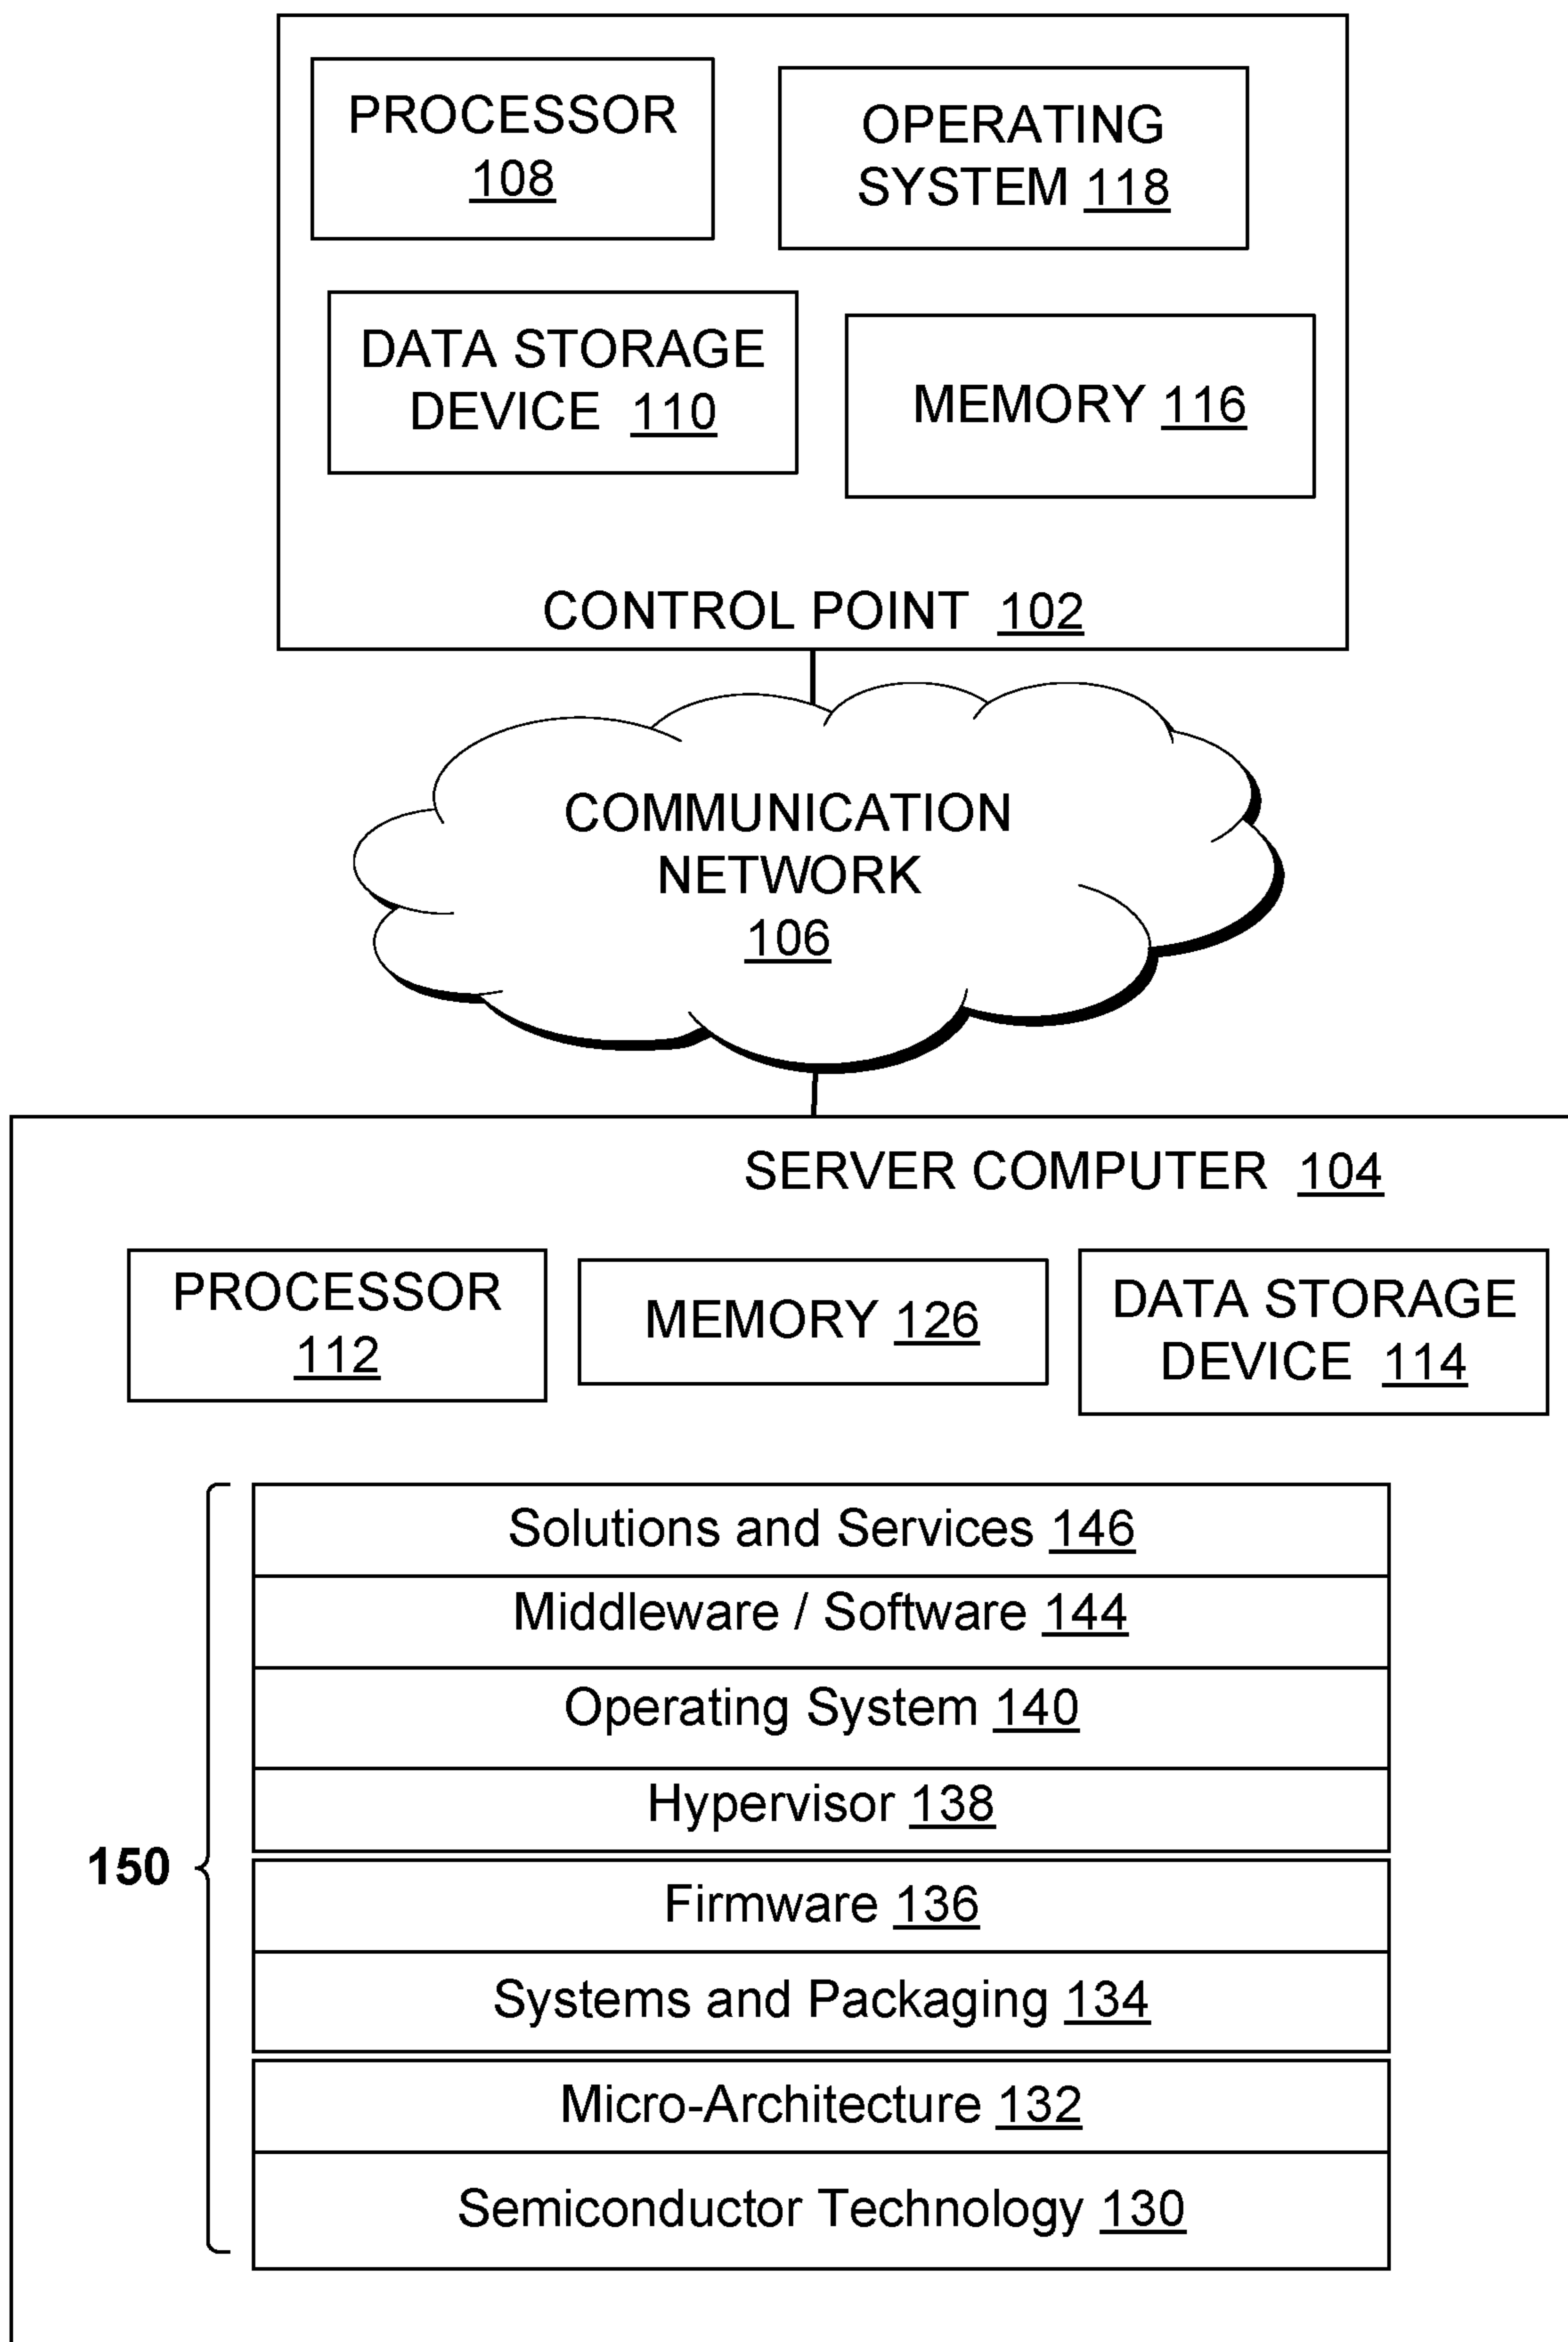 PROCESSOR
108
OPERATING
SYSTEM 118
DATA STORAGE
DEVICE 110
MEMORY 116
CONTROL POINT 102
COMMUNICATION
NETWORK
106
SERVER COMPUTER 104
PROCESSOR
112
MEMORY 126
DATA STORAGE
DEVICE 114
150
Solutions and Services 146
Middleware / Software 144
Operating System 140
Hypervisor 138
Firmware 136
Systems and Packaging 134
Micro-Architecture 132
Semiconductor Technology 130